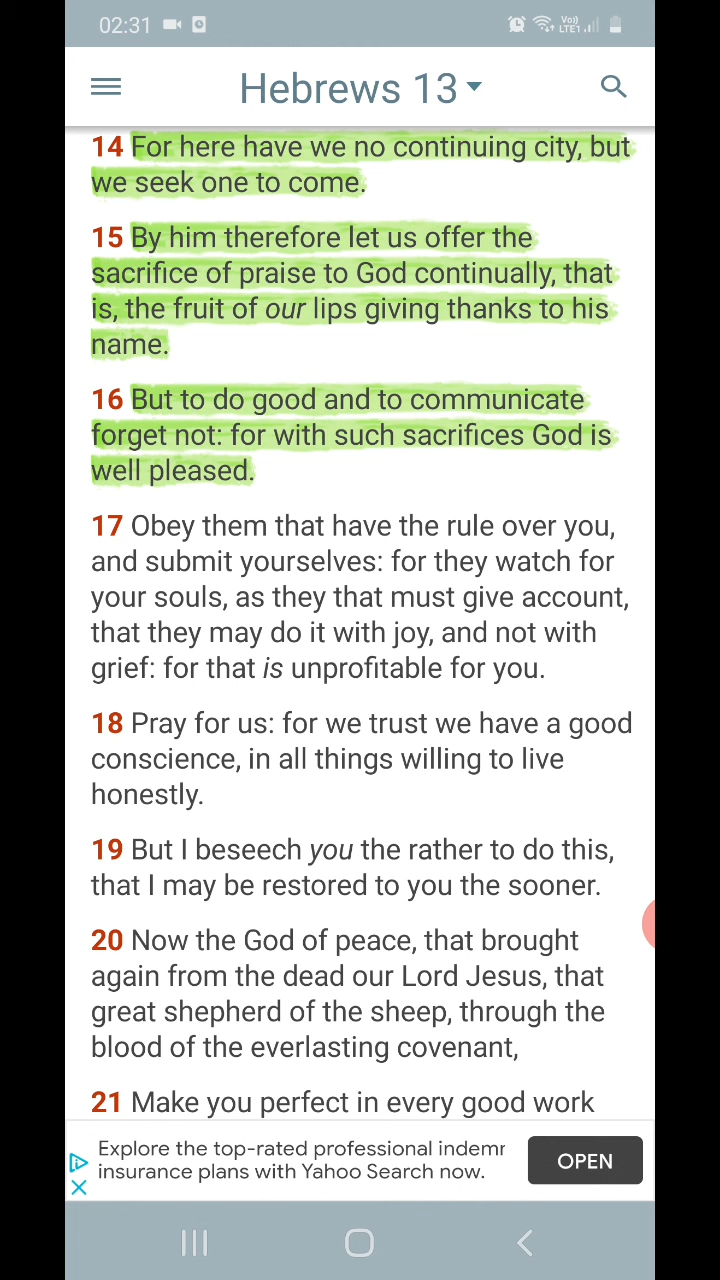 02:31
Vo))
LTE1
Hebrews 13
14 For here have we no continuing city, but
we seek one to come.
15 By him therefore let us offer the
sacrifice of praise to God continually, that
is, the fruit of our lips giving thanks to his
name.
16 But to do good and to communicate
forget not: for with such sacrifices God is
well pleased.
17 Obey them that have the rule over you,
and submit yourselves: for they watch for
your souls, as they that must give account,
that they may do it with joy, and not with
grief: for that is unprofitable for you.
18 Pray for us: for we trust we have a good
conscience, in all things willing to live
honestly.
19 But I beseech you the rather to do this,
that I may be restored to you the sooner.
20 Now the God of peace, that brought
again from the dead our Lord Jesus, that
great shepherd of the sheep, through the
blood of the everlasting covenant,
21 Make you perfect in every good work
Explore the top-rated professional indemr
insurance plans with Yahoo Search now.
OPEN